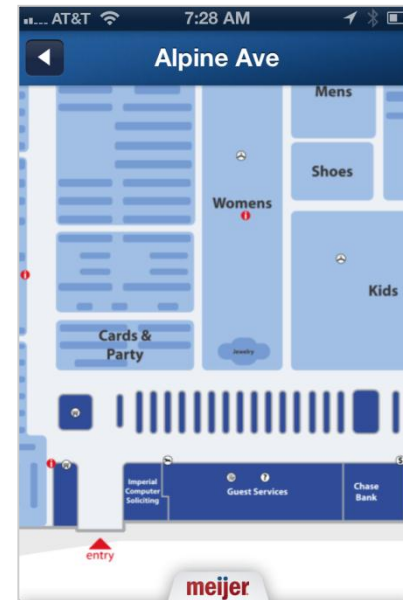 AT&T 7:28 AM
Alpine Ave
Mens
Shoes
Womens
Kids
Cards &
Party
Jewelry
Imperial
Computer
Soliciting
Guest Services
Chase
Bank
entry
meijer